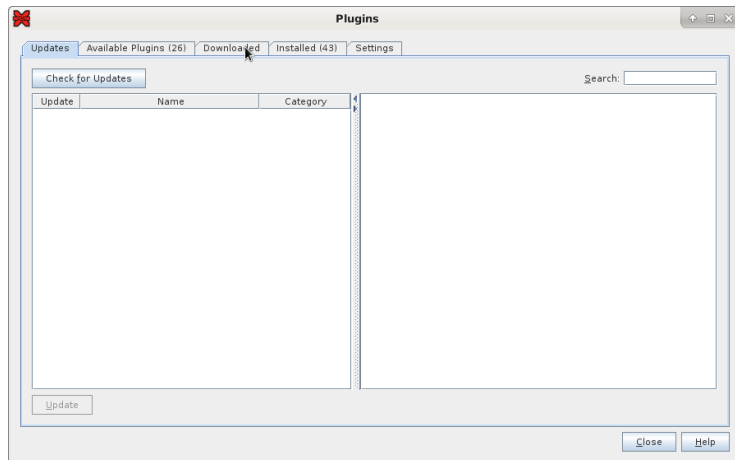 Plugins
Updates Available Plugins (26) Downloaded Installed (43) Settings
Check for Updates Search:
Update Name Category
Update
Close Help